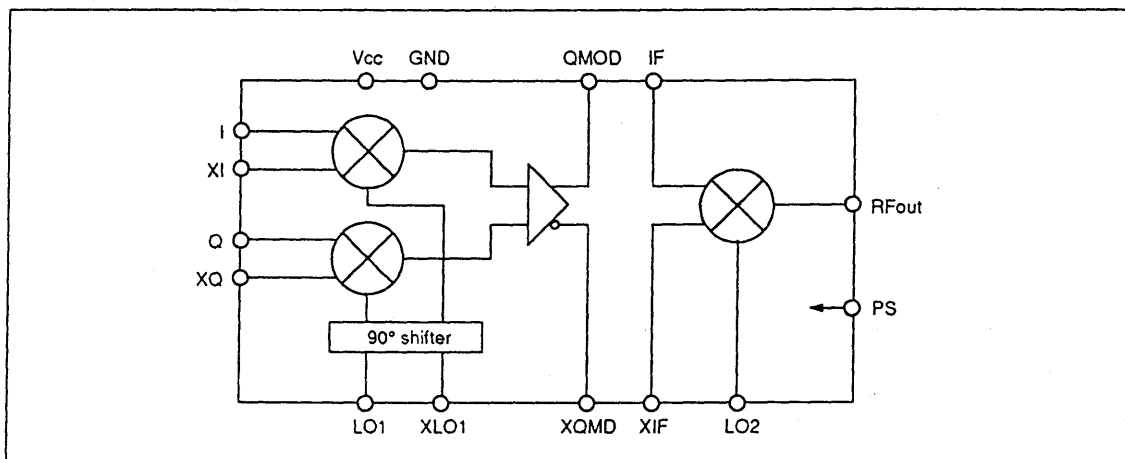 Vcc GND QMOD IF
I
XI
RFout
Q
XQ
PS
90° shifter
LO1 XLO1 XQMD XIF LO2